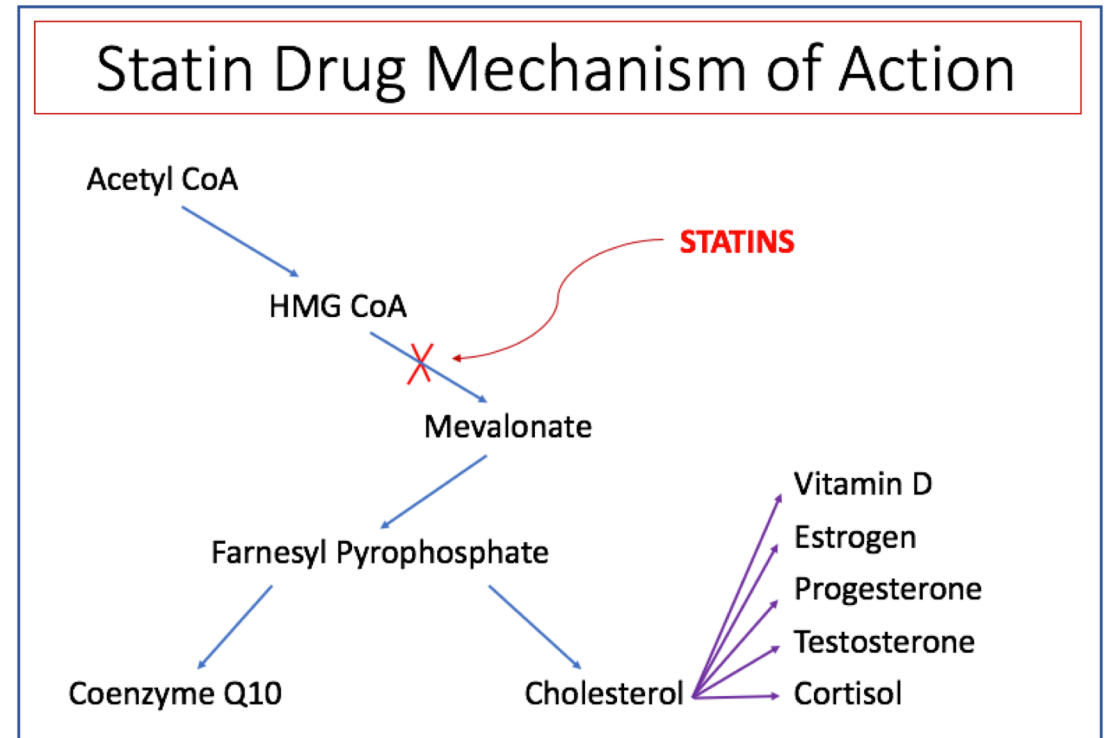 Statin Drug Mechanism of Action
Acetyl CoA
STATINS
HMG CoA
Mevalonate
Vitamin D
Estrogen
Farnesyl Pyrophosphate
Progesterone
Testosterone
Coenzyme Q10
Cholesterol
Cortisol